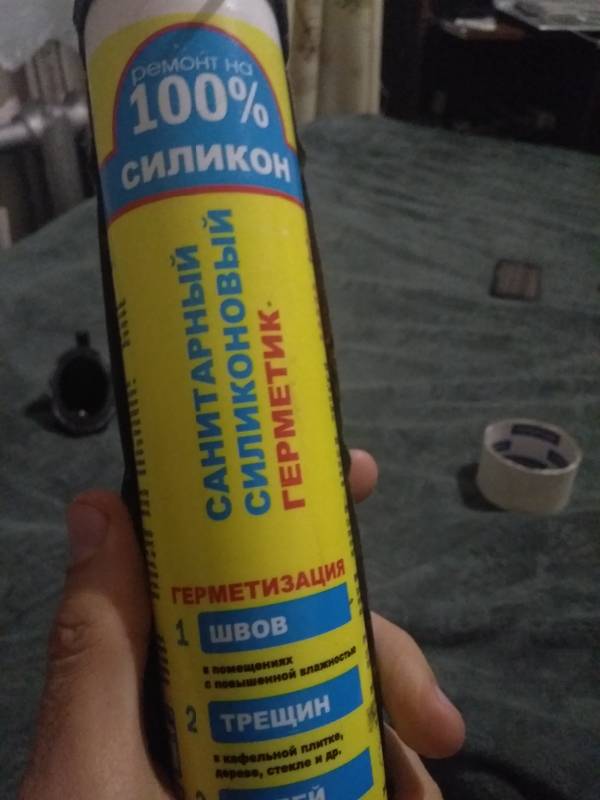 ремонт на
100%
СИЛИКОН
САНИТАРНЫЙ
СИЛИКОНОВЫЙ
ГЕРМЕТИК
ГЕРМЕТИЗАЦИЯ
1 ШВОВ
в помещениях
с повышенной влажностью
2 ТРЕЩИН
в кафельной плитке,
дереве, стекле и др.